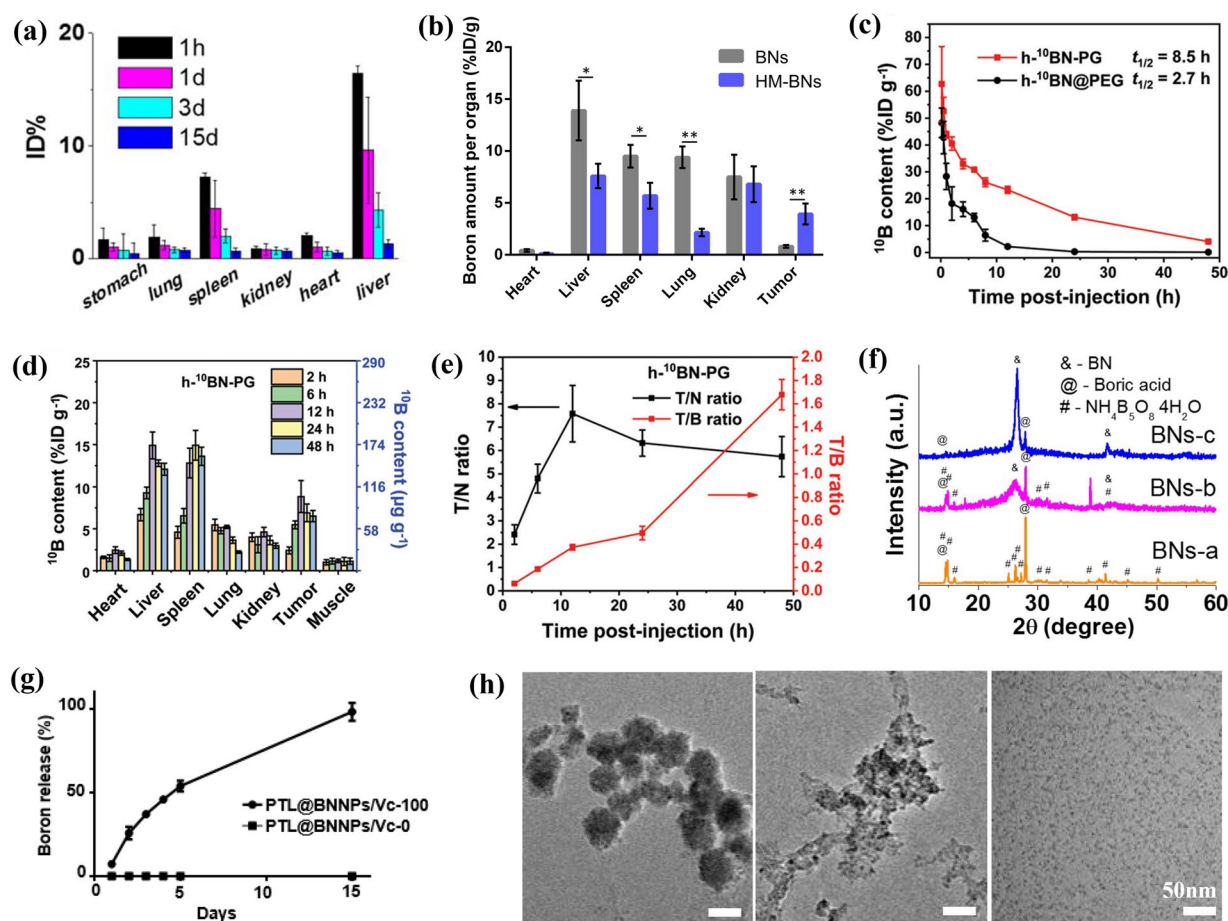 (a)
20
10
0
ID%
1h
1d
3d
15d
stomach
lung
spleen
kidney
heart
liver
(b)
Boron amount per organ (%ID/g)
20
15
10
5
0
BNs
HM-BNs
*
*
**
**
Heart
Liver
Spleen
Lung
Kidney
Tumor
(c)
¹⁰B content (%ID g⁻¹)
80
70
60
50
40
30
20
10
0
h-¹⁰BN-PG t₁/₂ = 8.5 h
h-¹⁰BN@PEG t₁/₂ = 2.7 h
0 10 20 30 40 50
Time post-injection (h)
(d)
¹⁰B content (%ID g⁻¹)
25
20
15
10
5
0
h-¹⁰BN-PG
2 h
6 h
12 h
24 h
48 h
290
232
174
116
58
0
¹⁰B content (µg g⁻¹)
Heart
Liver
Spleen
Lung
Kidney
Tumor
Muscle
(e)
T/N ratio
10
9
8
7
6
5
4
3
2
1
0
h-¹⁰BN-PG
T/N ratio
T/B ratio
2.0
1.8
1.6
1.4
1.2
1.0
0.8
0.6
0.4
0.2
0.0
T/B ratio
0 10 20 30 40 50
Time post-injection (h)
(f)
Intensity (a.u.)
& - BN
@ - Boric acid
# - NH₄B₅O₈ 4H₂O
&
@
@
&
BNs-c
#
@
#
#
&
@
#
#
&
#
BNs-b
#
@
#
#
#
#
#
#
@
#
#
#
#
#
#
BNs-a
10 20 30 40 50 60
2θ (degree)
(g)
Boron release (%)
100
50
0
PTL@BNNPs/Vc-100
PTL@BNNPs/Vc-0
0 5 10 15
Days
(h)
50nm